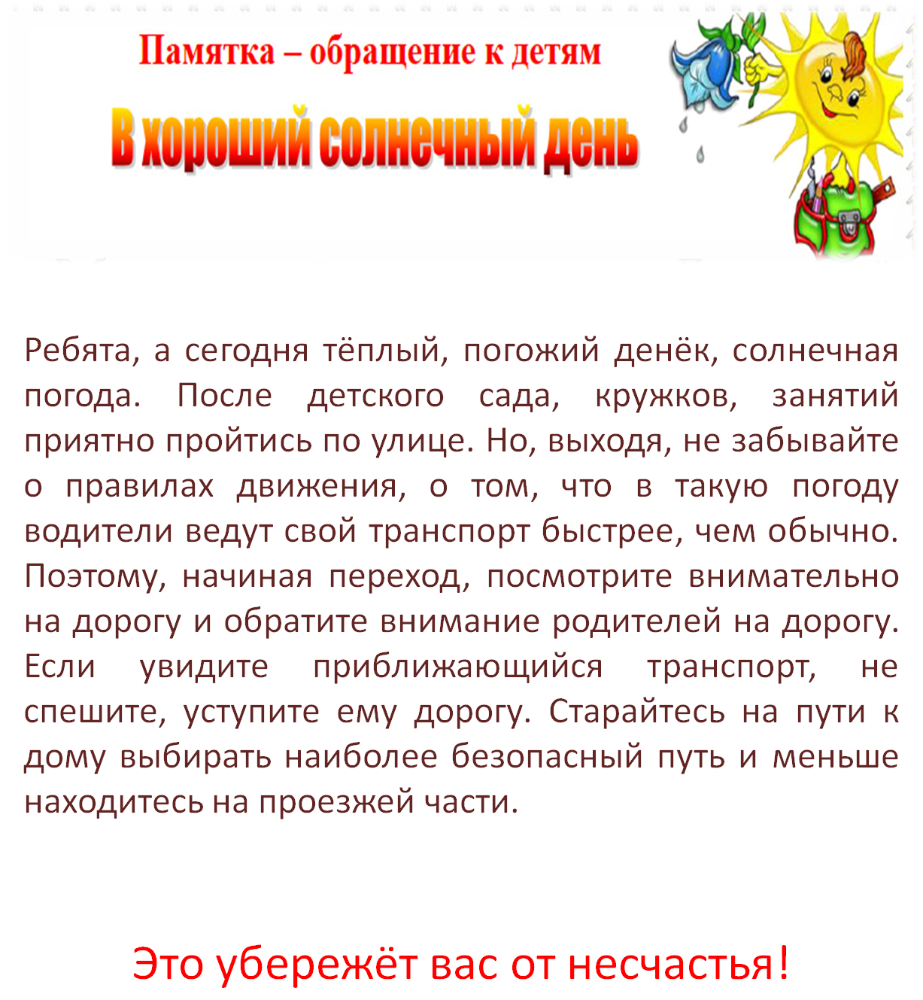 Памятка – обращение к детям
В хороший солнечный день
Ребята, а сегодня тёплый, погожий денёк, солнечная
погода. После детского сада, кружков, занятий
приятно пройтись по улице. Но, выходя, не забывайте
о правилах движения, о том, что в такую погоду
водители ведут свой транспорт быстрее, чем обычно.
Поэтому, начиная переход, посмотрите внимательно
на дорогу и обратите внимание родителей на дорогу.
Если увидите приближающийся транспорт, не
спешите, уступите ему дорогу. Старайтесь на пути к
дому выбирать наиболее безопасный путь и меньше
находитесь на проезжей части.
Это убережёт вас от несчастья!